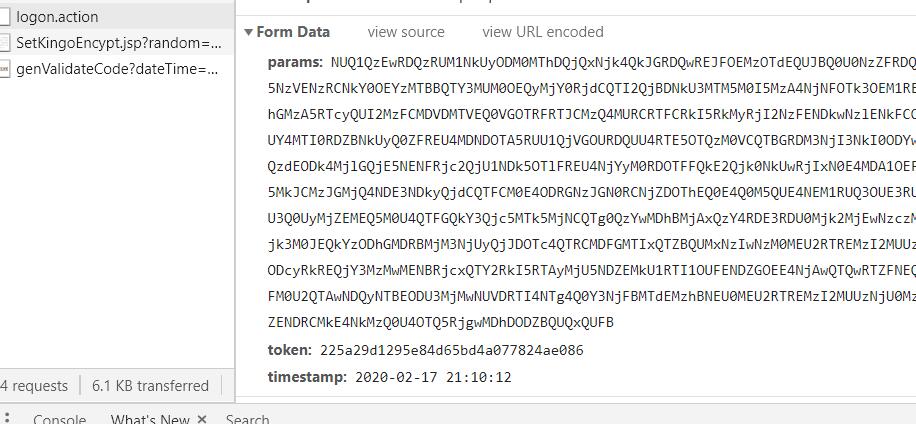 logon.action
SetKingoEncypt.jsp?random=...
genValidateCode?dateTime=...
4 requests
6.1 KB transferred
Form Data view source view URL encoded
params: NUQ1QzEwRDQzRUM1NkUyODM0MThDQjQxNjk4QkJGRDQwREJFOEMzOTdEQUJBQ0U0NzZFRDQ
5NzVENzRCNkY0OEYzMTBBQTY3MUM0OEQyMjY0RjdCQTI2QjBDNkU3MTM5M0I5MzA4NjNFOTk3OEM1RE
hGMzA5RTcyQUI2MzFCMDVDMTVEQ0VGOTRFRTJCMzQ4MURCRTFCRkI5RkMyRjI2NzFENDkwNzlENkFCC
UY4MTI0RDZBNkUyQ0ZFREU4MDNDOTA5RUU1QjVGOURDQUU4RTE5OTQzM0VCQTBGRDM3NjI3NkI0ODYw
QzdEODk4MjlGQjE5NENFRjc2QjU1NDk5OTlFREU4NjYyM0RDOTFFQkE2Qjk0NkUwRjIxN0E4MDA1OEF
5MkJCMzJGMjQ4NDE3NDkyQjdCQTFCM0E4ODRGNzJGN0RCNjZDOThEQ0E4Q0M5QUE4NEM1RUQ3OUE3RU
U3Q0UyMjZEMEQ5M0U4QTFGQkY3Qjc5MTk5MjNCQTg0QzYwMDhBMjAxQzY4RDE3RDU0Mjk2MjEwNzczM
jk3M0JEQkYzODhGMDRBMjM3NjUyQjJDOTc4QTRCMDFGMTIxQTZBQUMxNzIwNzM0MEU2RTREMzI2MUUz
ODcyRkREQjY3MzMwMENBRjcxQTY2RkI5RTAyMjU5NDZEMkU1RTI1OUFENDZGOEE4NjAwQTQwRTZFNEQ
FM0U2QTAwNDQyNTBEODU3MjMwNUVDRTI4NTg4Q0Y3NjFBMTdEMzhBNEU0MEU2RTREMzI2MUUzNjU0Mz
ZENDRCMkE4NkMzQ0U4OTQ5RjgwMDhDODZBQUQxQUFB
token: 225a29d1295e84d65bd4a077824ae086
timestamp: 2020-02-17 21:10:12
Console What's New ✕ Search